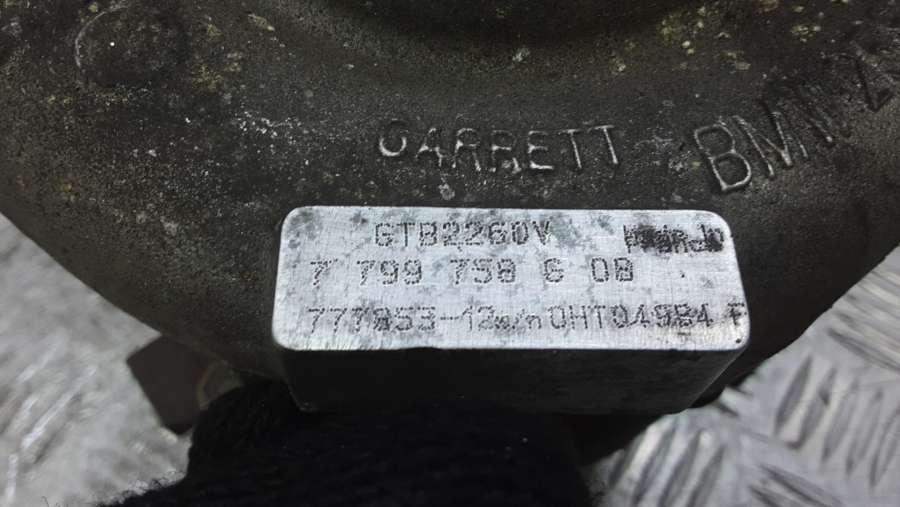 GARRETT
BMW
GTB2260V
7 799 758 G 08
777853-12 s/n 0HT04984 F